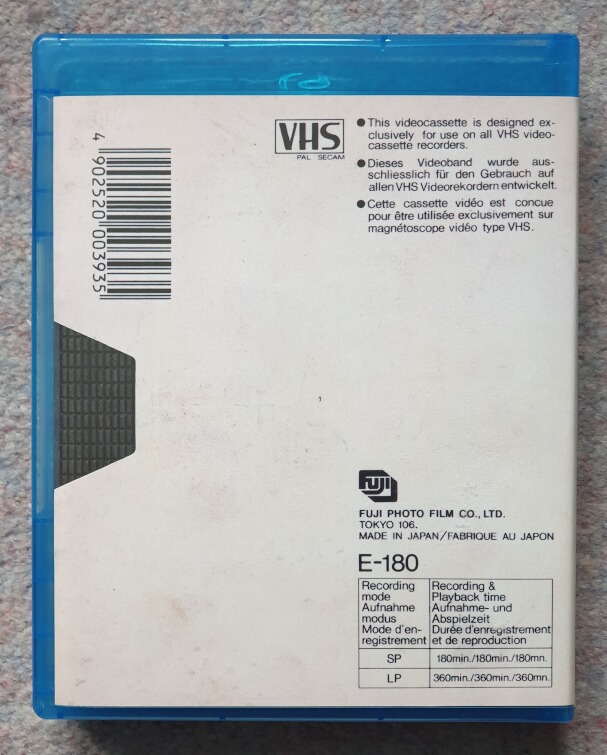 4 902520 003935
VHS
PAL SECAM
● This videocassette is designed ex-
clusively for use on all VHS video-
cassette recorders.
● Dieses Videoband wurde aus-
schliesslich für den Gebrauch auf
allen VHS Videorekordern entwickelt.
● Cette cassette vidéo est concue
pour être utilisée exclusivement sur
magnétoscope vidéo type VHS.
FUJI
FUJI PHOTO FILM CO., LTD.
TOKYO 106.
MADE IN JAPAN/FABRIQUE AU JAPON
E-180
Recording
mode
Aufnahme
modus
Mode d'en-
registrement
Recording &
Playback time
Aufnahme- und
Abspielzeit
Durée d'enregistrement
et de reproduction
SP 180min./180min./180mn.
LP 360min./360min./360mn.